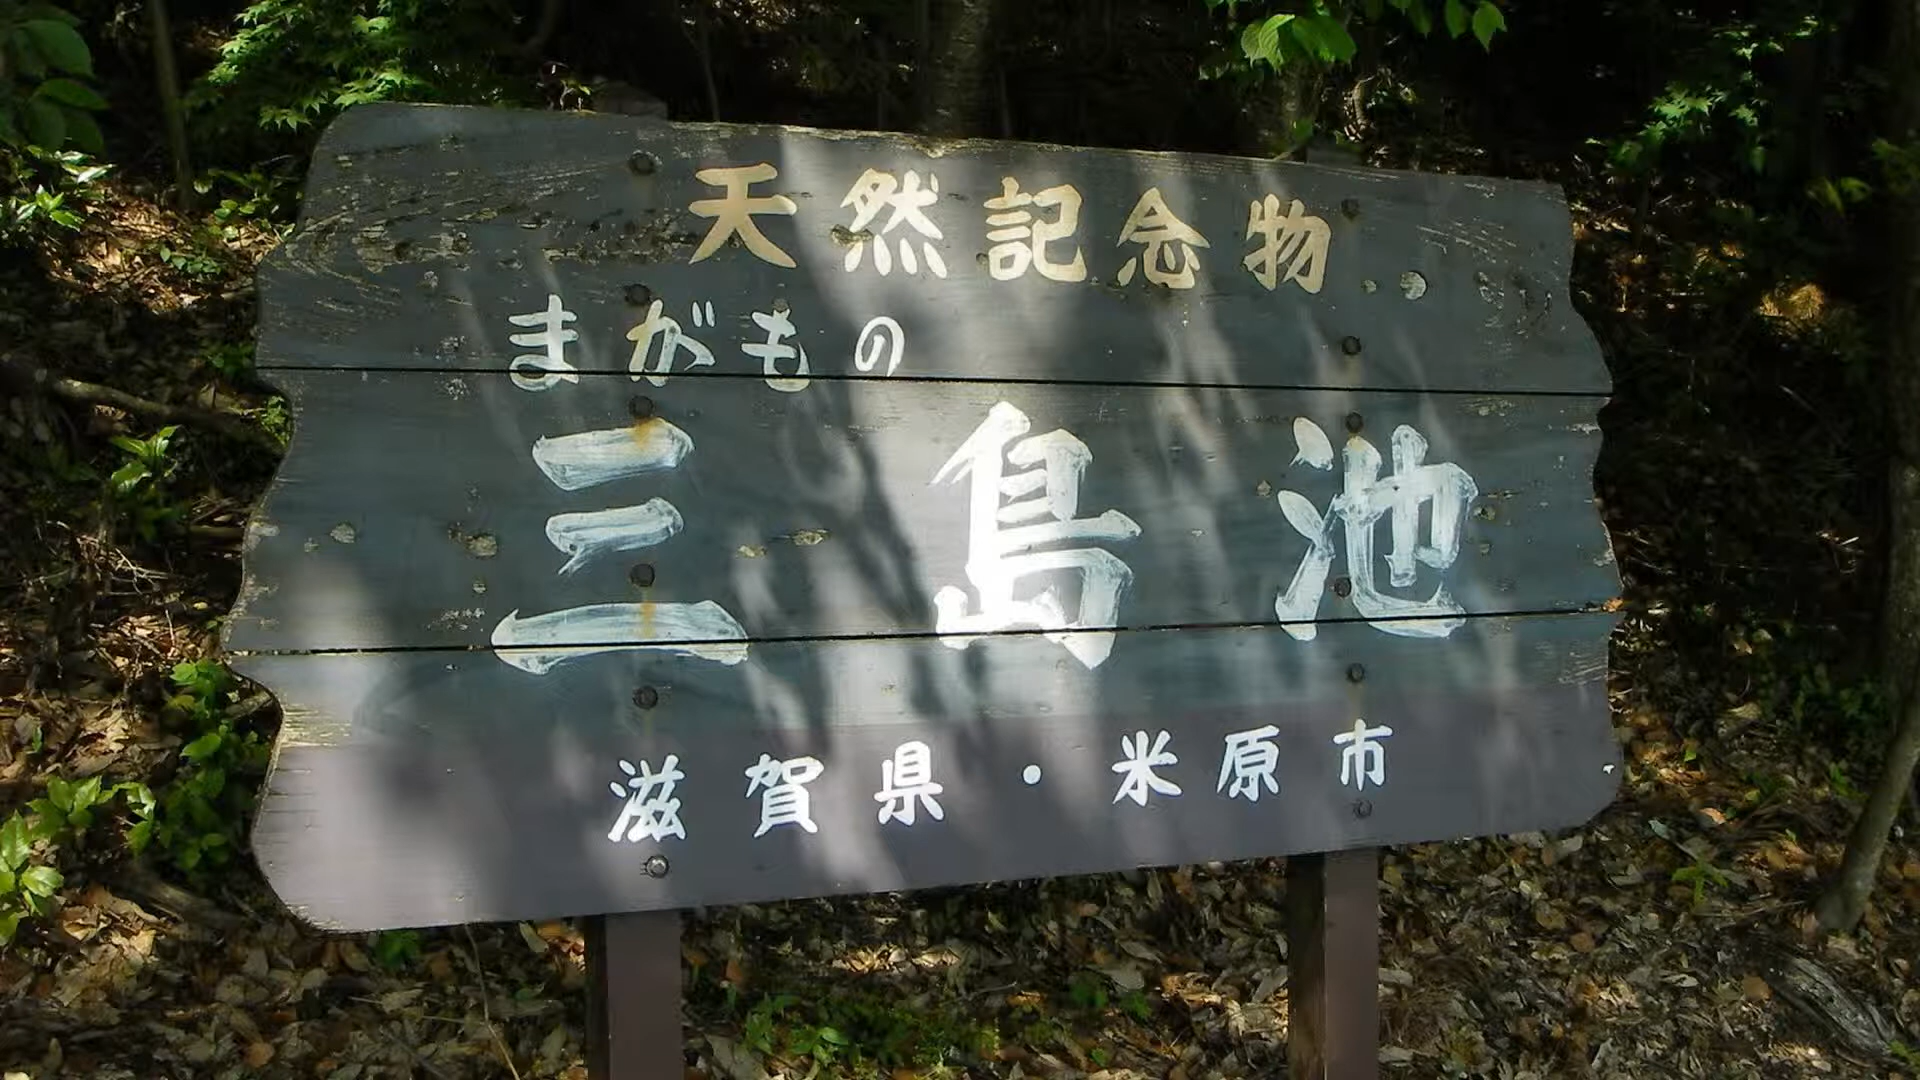 天然記念物
まがもの
三島池
滋賀県・米原市